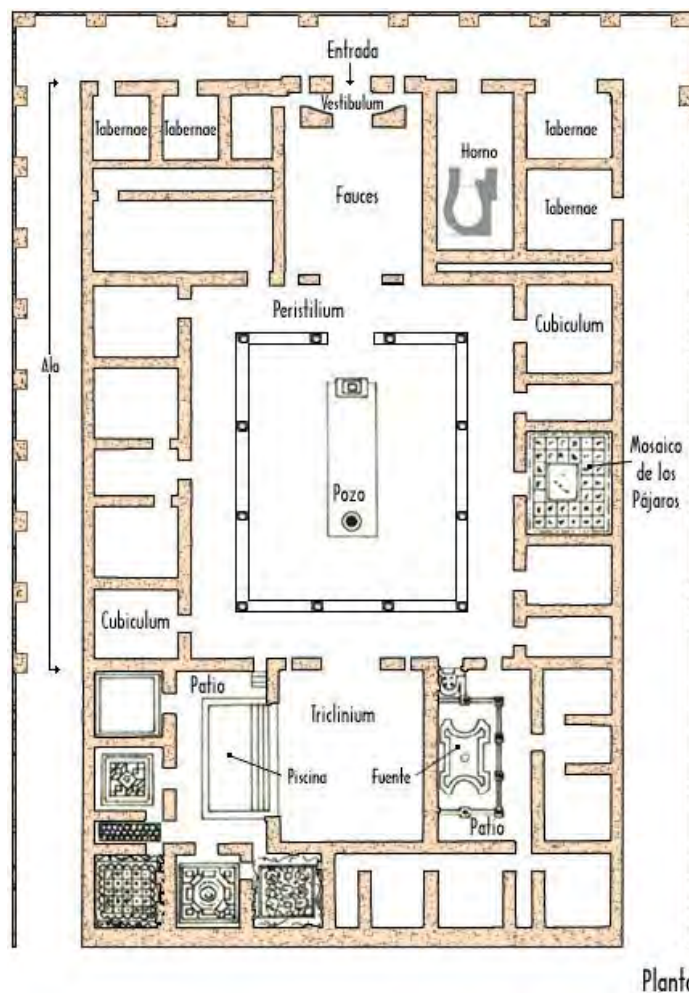 Entrada
Vestibulum
Tabernae
Tabernae
Tabernae
Horno
Fauces
Tabernae
Peristilium
Cubiculum
Ala
Mosaico
de los
Pájaros
Pozo
Cubiculum
Patio
Triclinium
Piscina
Fuente
Patio